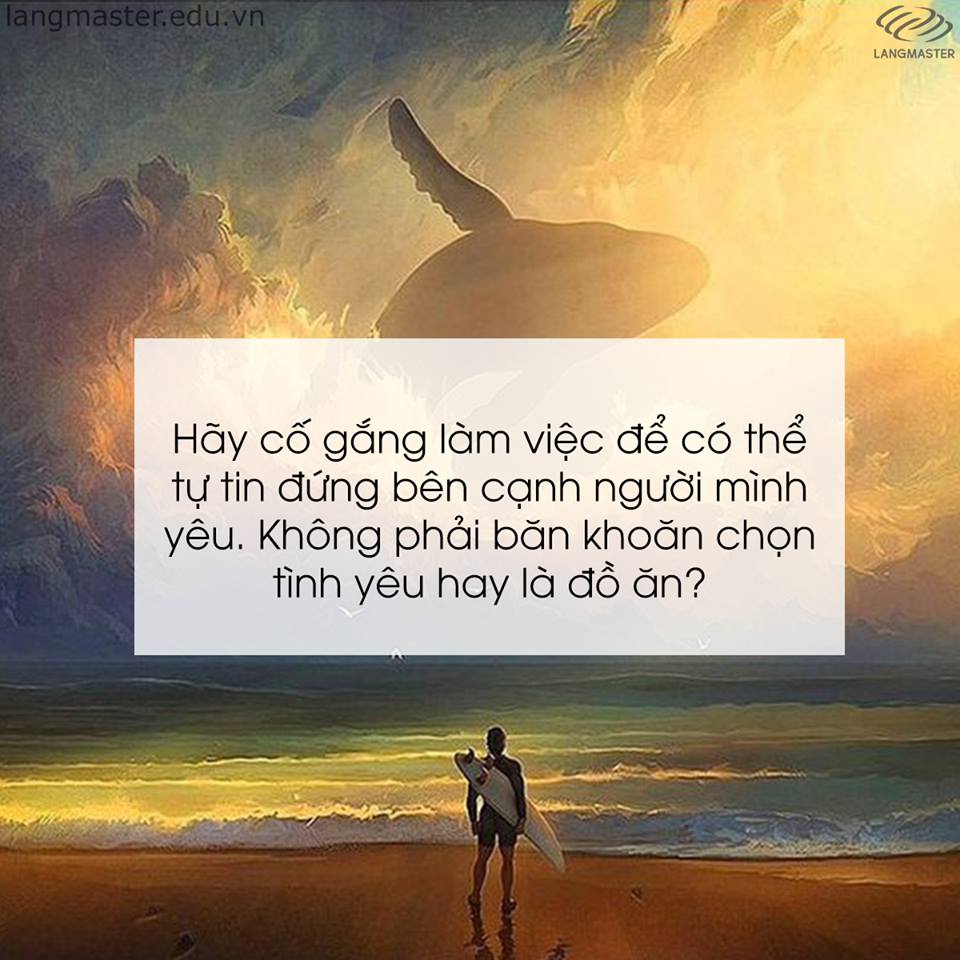 langmaster.edu.vn
LANGMASTER
Hãy cố gắng làm việc để có thể
tự tin đứng bên cạnh người mình
yêu. Không phải băn khoăn chọn
tình yêu hay là đồ ăn?